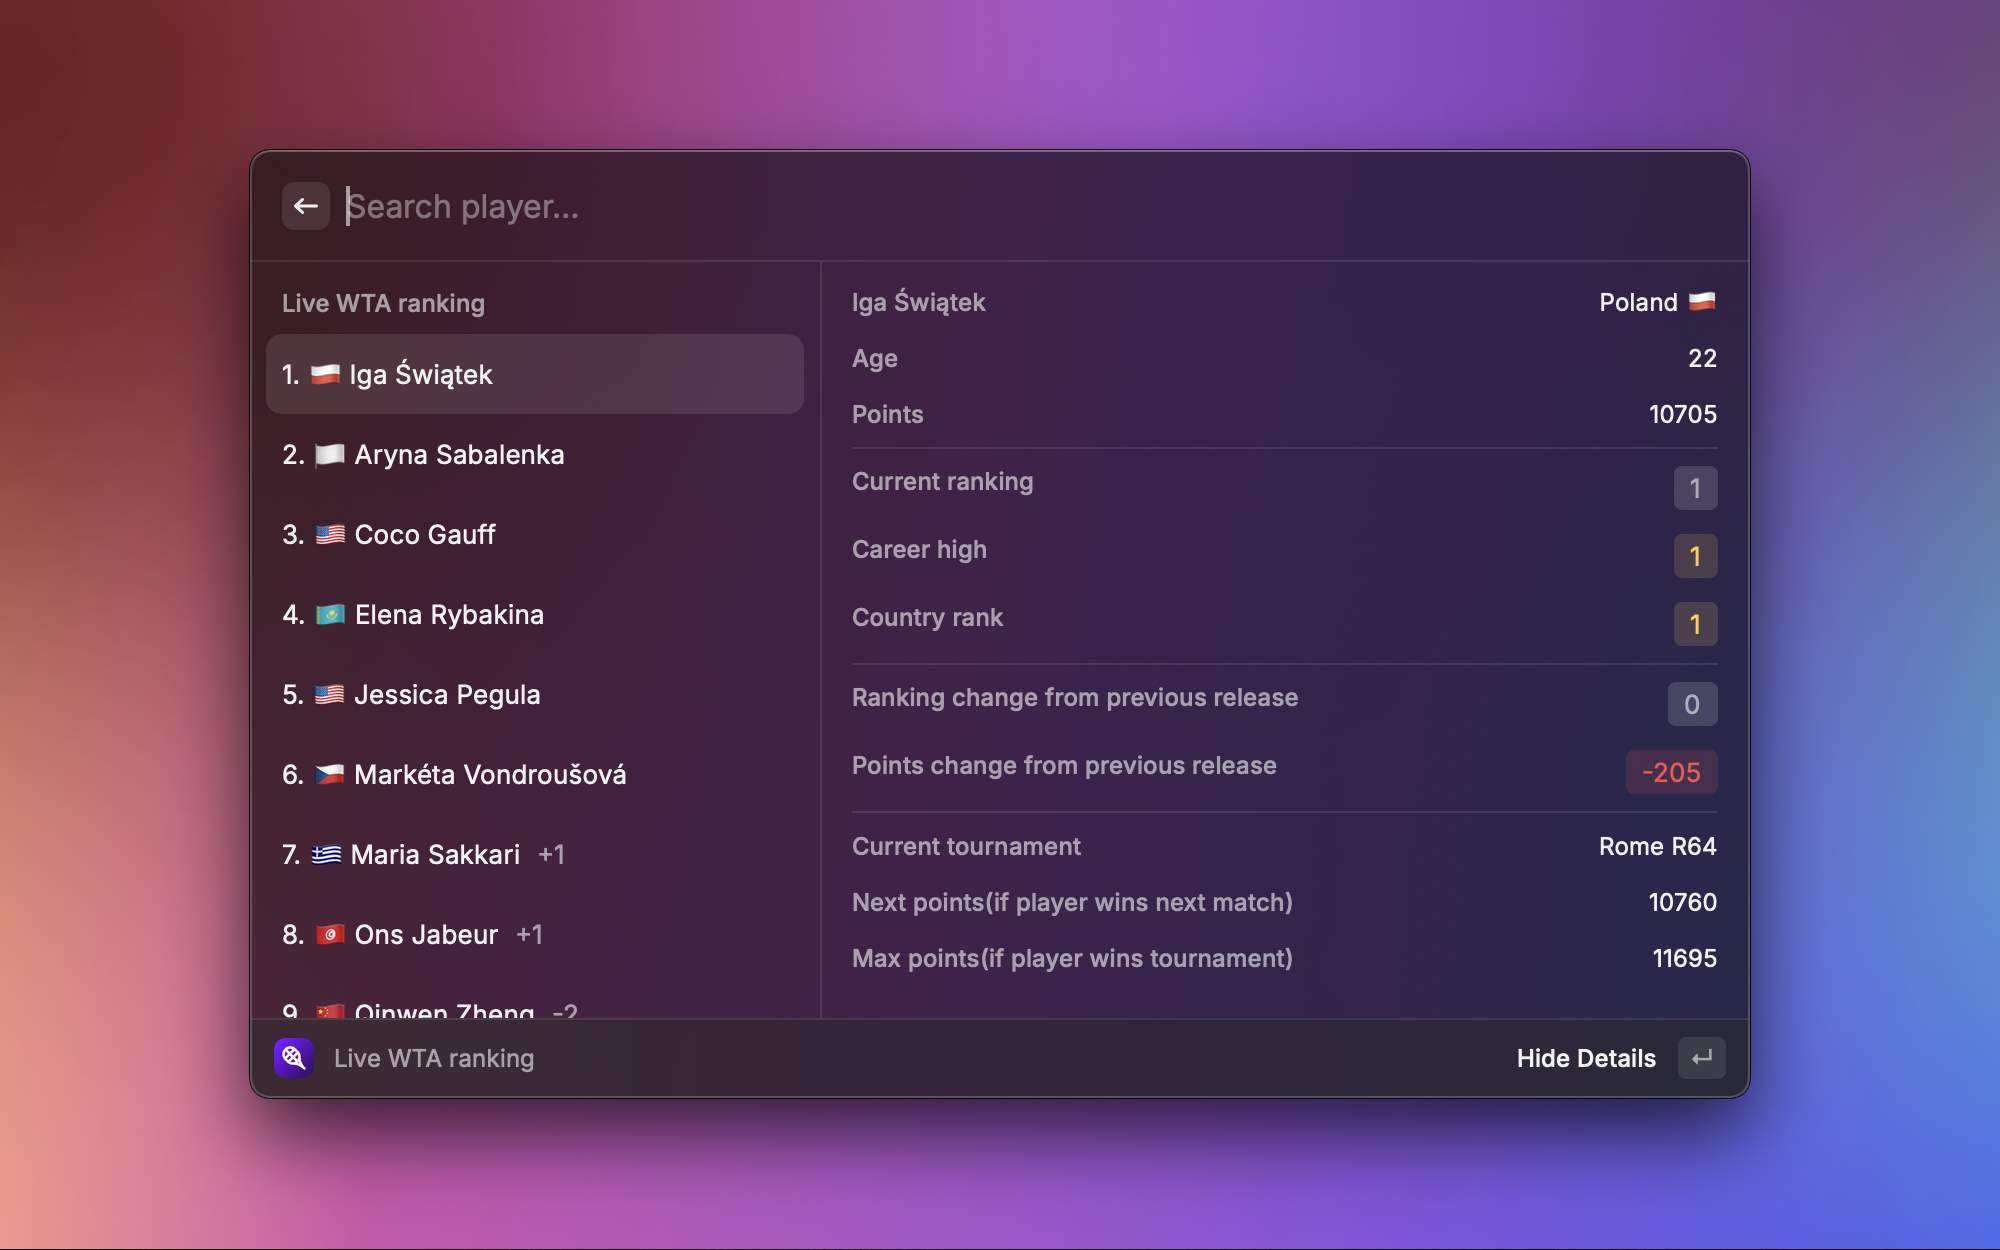 Search player...
Live WTA ranking
1. 🇵🇱 Iga Świątek
2. 🏳 Aryna Sabalenka
3. 🇺🇸 Coco Gauff
4. 🇰🇿 Elena Rybakina
5. 🇺🇸 Jessica Pegula
6. 🇨🇿 Markéta Vondroušová
7. 🇬🇷 Maria Sakkari +1
8. 🇹🇳 Ons Jabeur +1
9. 🇨🇳 Qinwen Zheng -2
Iga Świątek Poland 🇵🇱
Age 22
Points 10705
Current ranking 1
Career high 1
Country rank 1
Ranking change from previous release 0
Points change from previous release -205
Current tournament Rome R64
Next points(if player wins next match) 10760
Max points(if player wins tournament) 11695
Live WTA ranking Hide Details